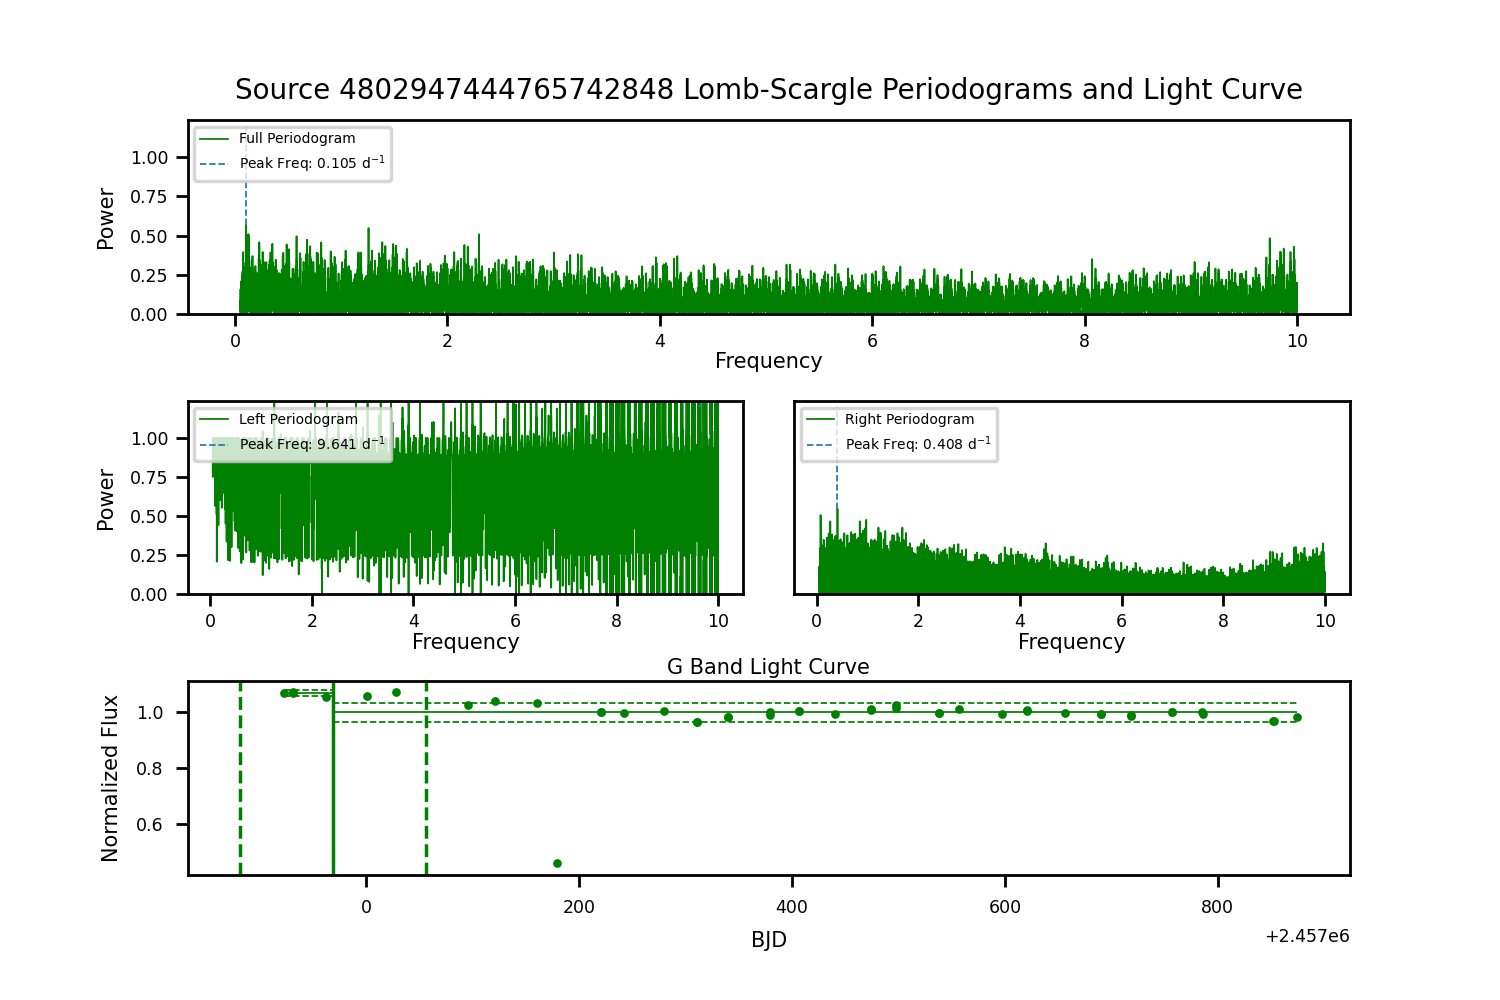 Source 4802947444765742848 Lomb-Scargle Periodograms and Light Curve
Full Periodogram
Peak Freq: 0.105 d⁻¹
1.00
0.75
0.50
0.25
0.00
Power
0 2 4 6 8 10
Frequency
Left Periodogram
Peak Freq: 9.641 d⁻¹
1.00
0.75
0.50
0.25
0.00
Power
0 2 4 6 8 10
Frequency
Right Periodogram
Peak Freq: 0.408 d⁻¹
0 2 4 6 8 10
Frequency
G Band Light Curve
1.0
0.8
0.6
Normalized Flux
0 200 400 600 800
BJD
+2.457e6